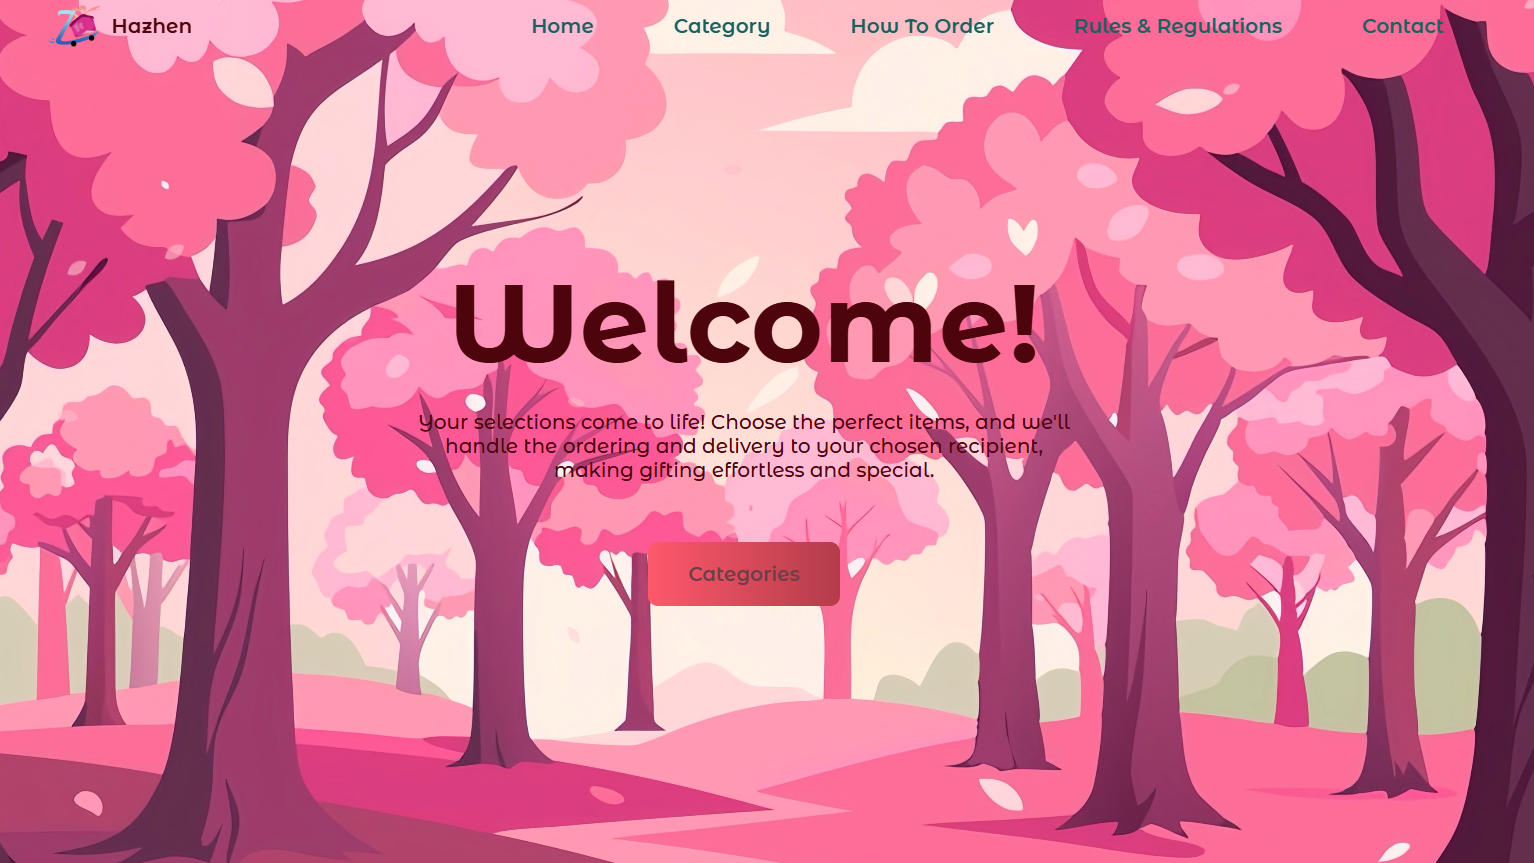 Hazhen
Home
Category
How To Order
Rules & Regulations
Contact
Welcome!
Your selections come to life! Choose the perfect items, and we'll
handle the ordering and delivery to your chosen recipient,
making gifting effortless and special.
Categories